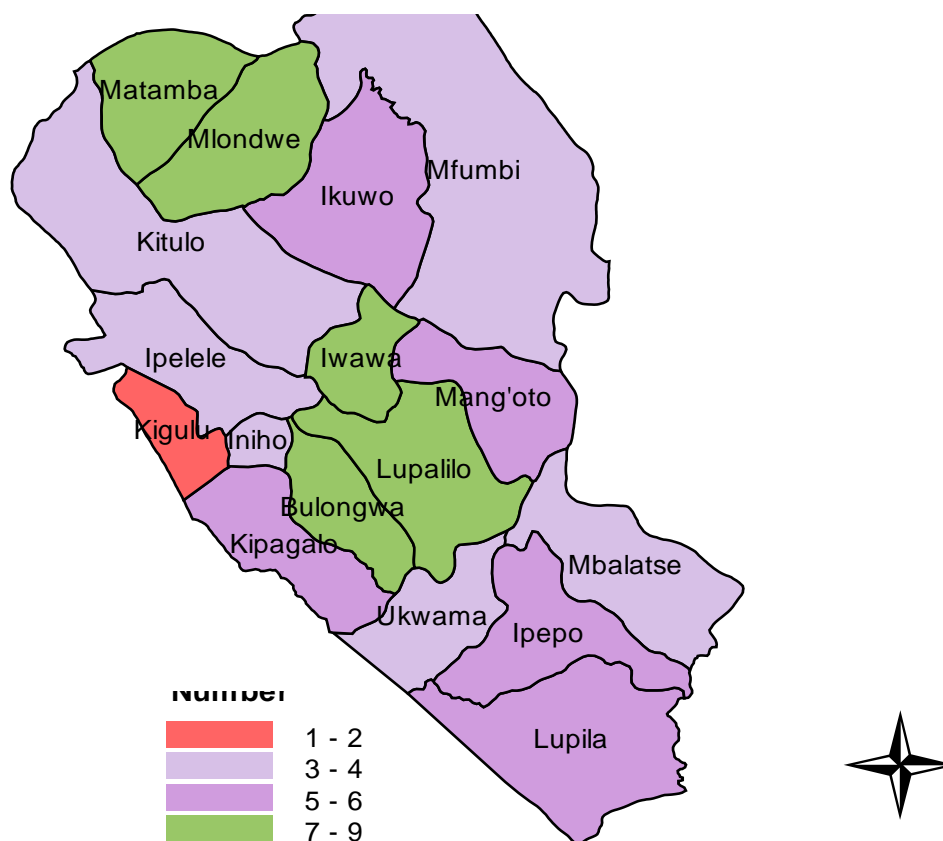 Matamba
Mlondwe
Mfumbi
Ikuwo
Kitulo
Ipelele
Iwawa
Mang'oto
Kigulu
Iniho
Lupalilo
Bulongwa
Kipagalo
Mbalatse
Ukwama
Ipepo
Lupila
Number
1 - 2
3 - 4
5 - 6
7 - 9